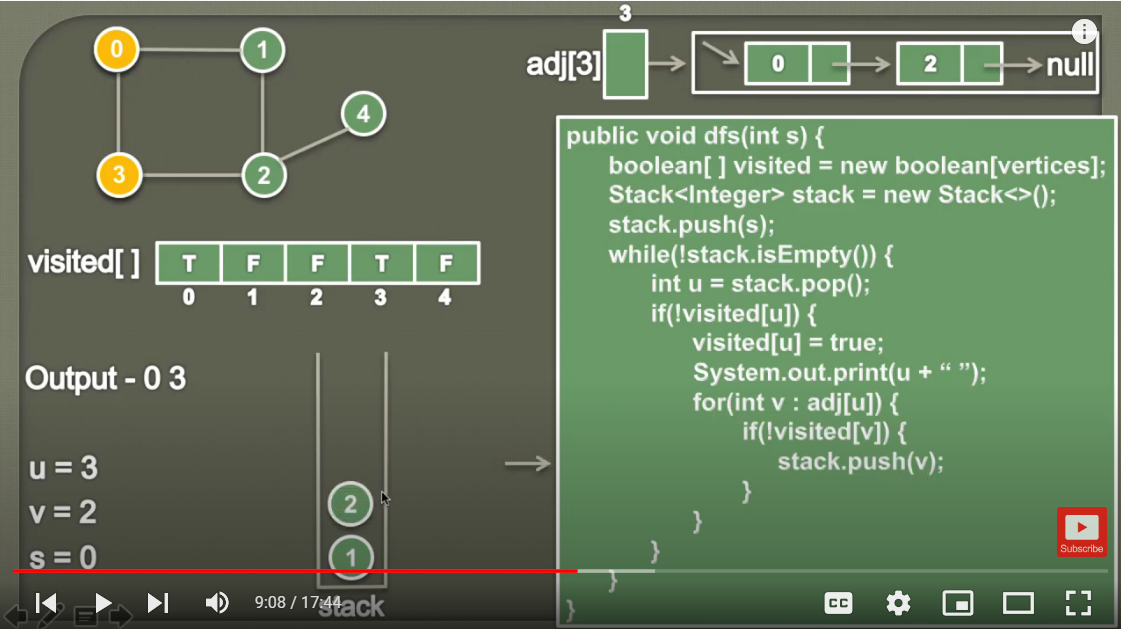 3
0
1
adj[3]
0
2
null
4
3
2
public void dfs(int s) {
boolean[ ] visited = new boolean[vertices];
Stack<Integer> stack = new Stack<>();
stack.push(s);
while(!stack.isEmpty()) {
int u = stack.pop();
if(!visited[u]) {
visited[u] = true;
System.out.print(u + “ ”);
for(int v : adj[u]) {
if(!visited[v]) {
stack.push(v);
}
}
}
}
}
visited[ ]
T F F T F
0 1 2 3 4
Output - 0 3
u = 3
v = 2
s = 0
2
1
stack
Subscribe
9:08 / 17:44
CC